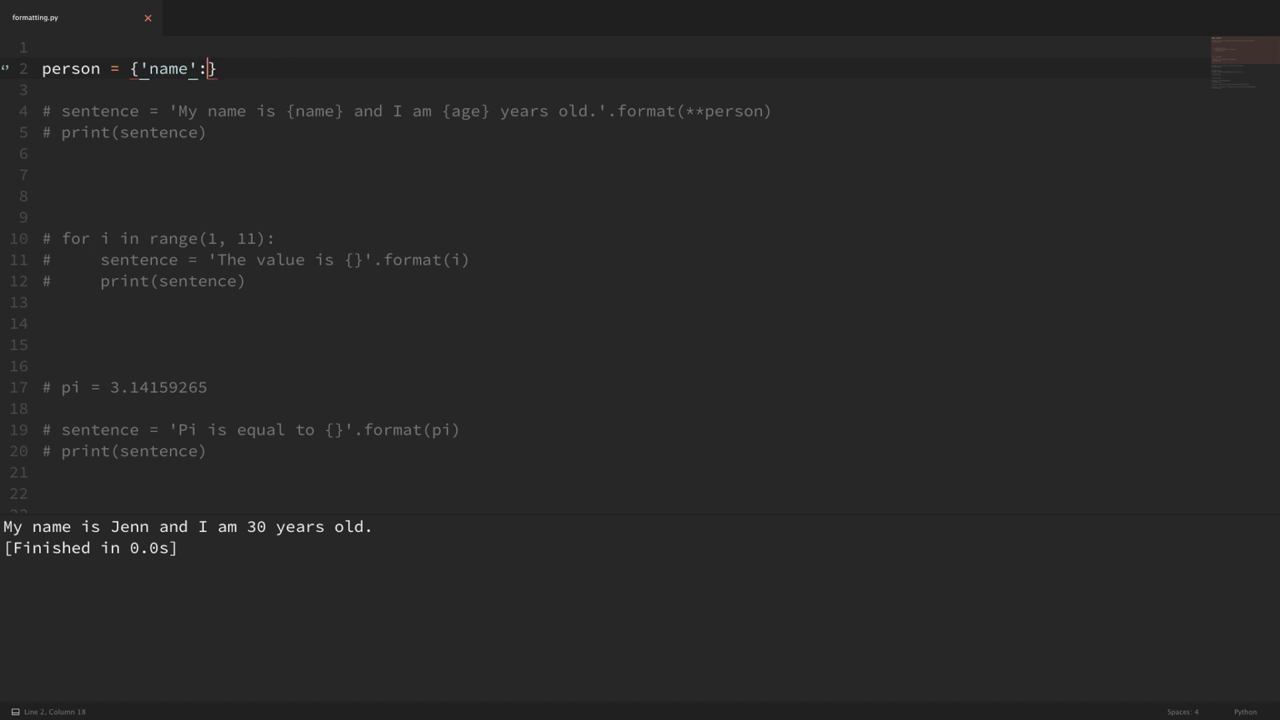 formatting.py
1
2 person = {'name':}
3
4 # sentence = 'My name is {name} and I am {age} years old.'.format(**person)
5 # print(sentence)
6
7
8
9
10 # for i in range(1, 11):
11 #     sentence = 'The value is {}'.format(i)
12 #     print(sentence)
13
14
15
16
17 # pi = 3.14159265
18
19 # sentence = 'Pi is equal to {}'.format(pi)
20 # print(sentence)
21
22
My name is Jenn and I am 30 years old.
[Finished in 0.0s]
Line 2, Column 18
Spaces: 4
Python